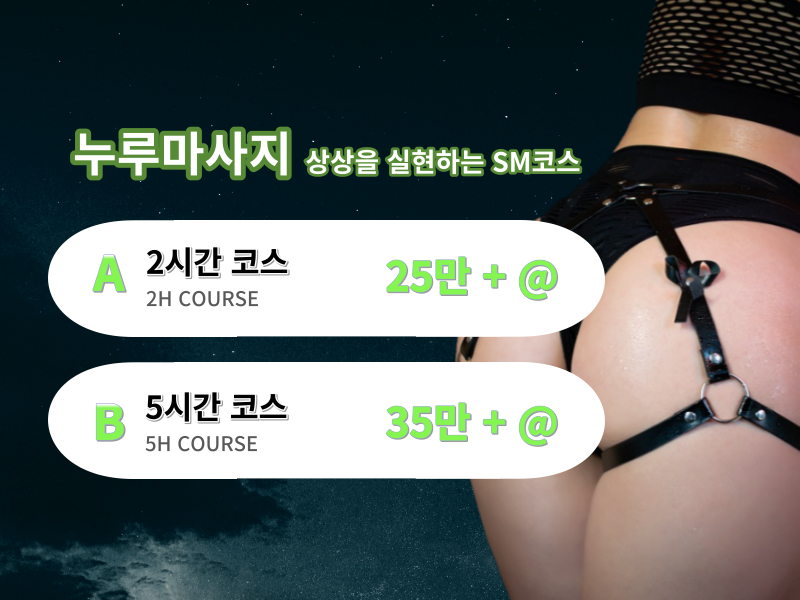 누루마사지 상상을 실현하는 SM코스
A 2시간 코스 25만 + @
2H COURSE
B 5시간 코스 35만 + @
5H COURSE